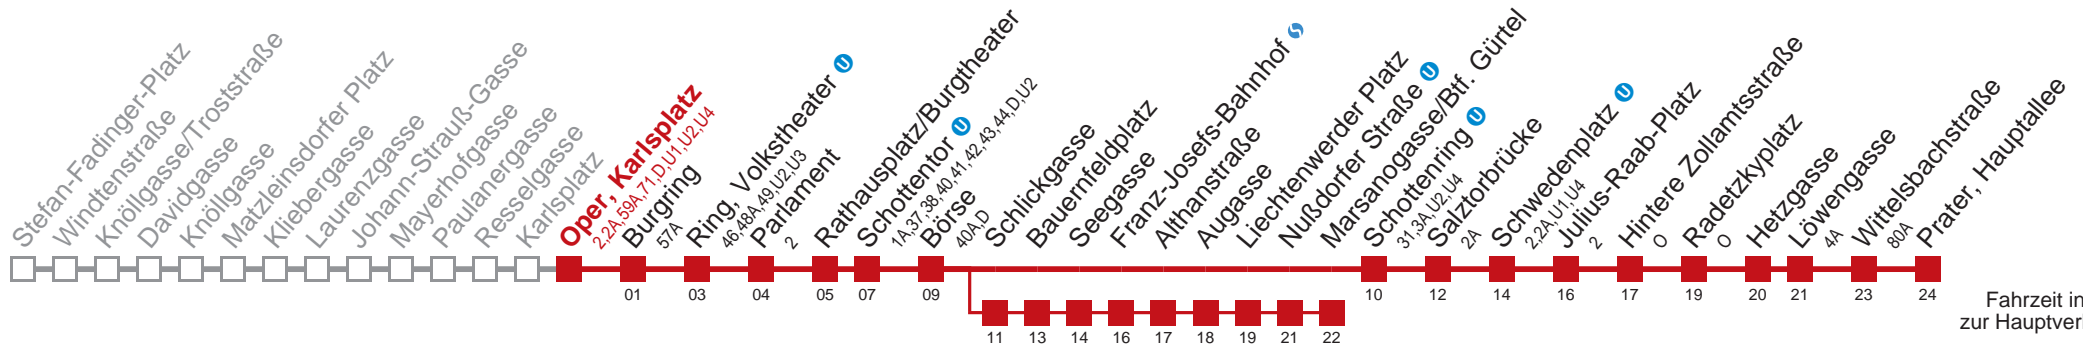 Stefan-Fadinger-Platz
Windtenstraße
Knöllgasse/Troststraße
Davidgasse
Knöllgasse
Matzleinsdorfer Platz
Kliebergasse
Laurenzgasse
Johann-Strauß-Gasse
Mayerhofgasse
Paulanergasse
Resselgasse
Karlsplatz
Oper, Karlsplatz
2,2A,59A,71,D,U1,U2,U4
Burgring
57A
Ring, Volkstheater U
46,48A,49,U2,U3
Parlament
2
Rathausplatz/Burgtheater
Schottentor U
1A,37,38,40,41,42,43,44,D,U2
Börse
40A,D
Schlickgasse
Bauernfeldplatz
Seegasse
Franz-Josefs-Bahnhof
Althanstraße
Augasse
Liechtenwerder Platz
Nußdorfer Straße U
Marsanogasse/Btf. Gürtel
Schottenring U
31,3A,U2,U4
Salztorbrücke
2A
Schwedenplatz U
2,2A,U1,U4
Julius-Raab-Platz
2
Hintere Zollamtsstraße
O
Radetzkyplatz
O
Hetzgasse
Löwengasse
4A
Wittelsbachstraße
80A
Prater, Hauptallee
01 03 04 05 07 09 10 12 14 16 17 19 20 21 23 24
11 13 14 16 17 18 19 21 22
Fahrzeit in
zur Hauptver